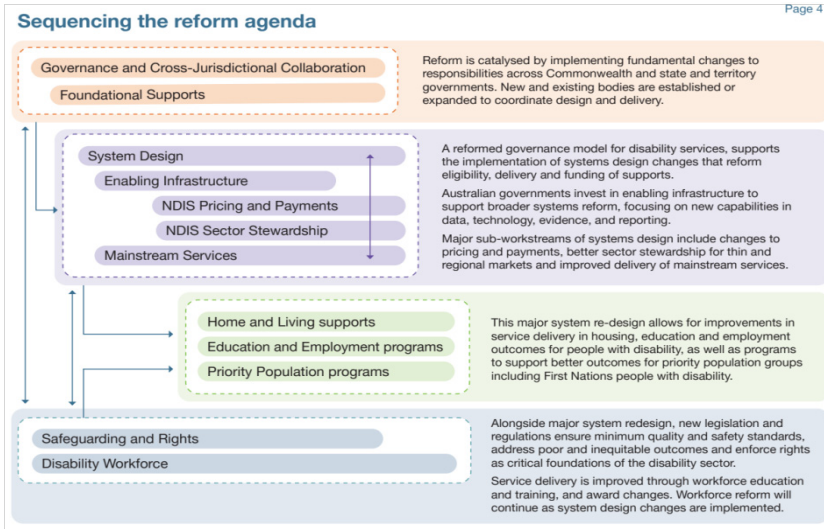 Page 4
Sequencing the reform agenda
Governance and Cross-Jurisdictional Collaboration
Foundational Supports
Reform is catalysed by implementing fundamental changes to
responsibilities across Commonwealth and state and territory
governments. New and existing bodies are established or
expanded to coordinate design and delivery.
System Design
Enabling Infrastructure
NDIS Pricing and Payments
NDIS Sector Stewardship
Mainstream Services
A reformed governance model for disability services, supports
the implementation of systems design changes that reform
eligibility, delivery and funding of supports.
Australian governments invest in enabling infrastructure to
support broader systems reform, focusing on new capabilities in
data, technology, evidence, and reporting.
Major sub-workstreams of systems design include changes to
pricing and payments, better sector stewardship for thin and
regional markets and improved delivery of mainstream services.
Home and Living supports
Education and Employment programs
Priority Population programs
This major system re-design allows for improvements in
service delivery in housing, education and employment
outcomes for people with disability, as well as programs
to support better outcomes for priority population groups
including First Nations people with disability.
Safeguarding and Rights
Disability Workforce
Alongside major system redesign, new legislation and
regulations ensure minimum quality and safety standards,
address poor and inequitable outcomes and enforce rights
as critical foundations of the disability sector.
Service delivery is improved through workforce education
and training, and award changes. Workforce reform will
continue as system design changes are implemented.